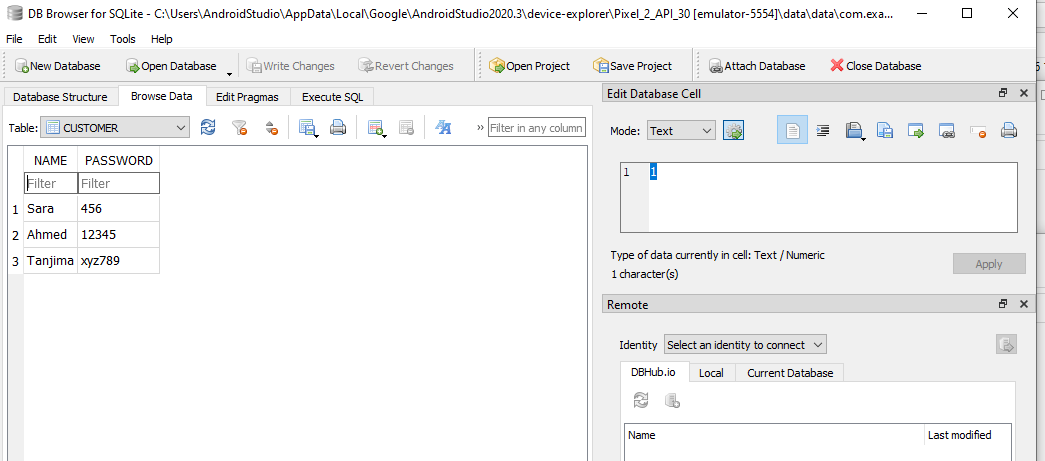 DB Browser for SQLite - C:\Users\AndroidStudio\AppData\Local\Google\AndroidStudio2020.3\device-explorer\Pixel_2_API_30 [emulator-5554]\data\data\com.exa...
File Edit View Tools Help
New Database Open Database Write Changes Revert Changes Open Project Save Project Attach Database Close Database
Database Structure Browse Data Edit Pragmas Execute SQL
Table: CUSTOMER » Filter in any column
NAME PASSWORD
Filter Filter
1 Sara 456
2 Ahmed 12345
3 Tanjima xyz789
Edit Database Cell
Mode: Text
1 1
Type of data currently in cell: Text / Numeric
1 character(s)
Apply
Remote
Identity Select an identity to connect
DBHub.io Local Current Database
Name Last modified